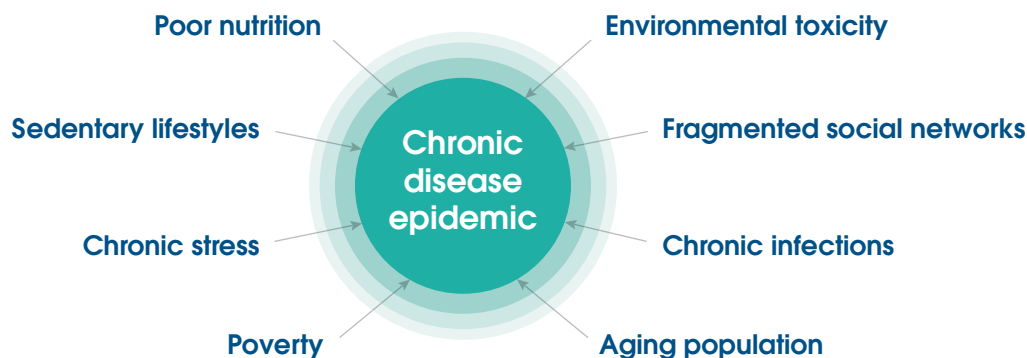 Poor nutrition
Environmental toxicity
Sedentary lifestyles
Fragmented social networks
Chronic
disease
epidemic
Chronic stress
Chronic infections
Poverty
Aging population